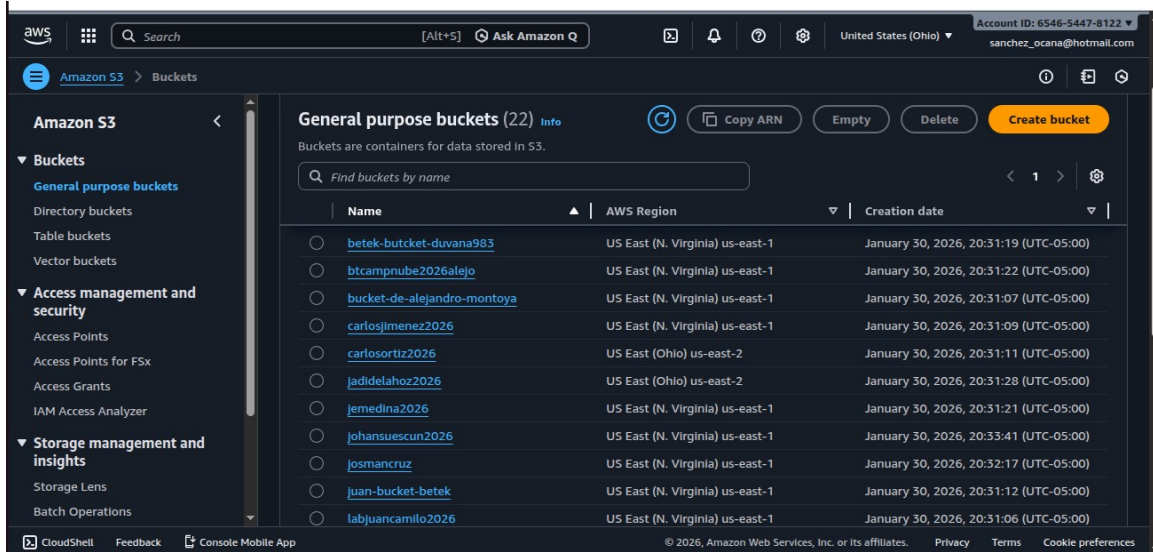 aws
Search [Alt+S] Ask Amazon Q
United States (Ohio) ▼
Account ID: 6546-5447-8122 ▼
sanchez_ocana@hotmail.com
Amazon S3 > Buckets
Amazon S3
▼ Buckets
General purpose buckets
Directory buckets
Table buckets
Vector buckets
▼ Access management and
security
Access Points
Access Points for FSx
Access Grants
IAM Access Analyzer
▼ Storage management and
insights
Storage Lens
Batch Operations
General purpose buckets (22) Info
Copy ARN Empty Delete Create bucket
Buckets are containers for data stored in S3.
Find buckets by name
< 1 >
Name AWS Region Creation date
betek-butcket-duvana983 US East (N. Virginia) us-east-1 January 30, 2026, 20:31:19 (UTC-05:00)
btcampnube2026alejo US East (N. Virginia) us-east-1 January 30, 2026, 20:31:22 (UTC-05:00)
bucket-de-alejandro-montoya US East (N. Virginia) us-east-1 January 30, 2026, 20:31:07 (UTC-05:00)
carlosjimenez2026 US East (N. Virginia) us-east-1 January 30, 2026, 20:31:09 (UTC-05:00)
carlosortiz2026 US East (Ohio) us-east-2 January 30, 2026, 20:31:11 (UTC-05:00)
jadidelahoz2026 US East (Ohio) us-east-2 January 30, 2026, 20:31:28 (UTC-05:00)
jemedina2026 US East (N. Virginia) us-east-1 January 30, 2026, 20:31:21 (UTC-05:00)
johansuescun2026 US East (N. Virginia) us-east-1 January 30, 2026, 20:33:41 (UTC-05:00)
josmancruz US East (N. Virginia) us-east-1 January 30, 2026, 20:32:17 (UTC-05:00)
juan-bucket-betek US East (N. Virginia) us-east-1 January 30, 2026, 20:31:12 (UTC-05:00)
labjuancamilo2026 US East (N. Virginia) us-east-1 January 30, 2026, 20:31:06 (UTC-05:00)
CloudShell Feedback Console Mobile App © 2026, Amazon Web Services, Inc. or its affiliates. Privacy Terms Cookie preferences